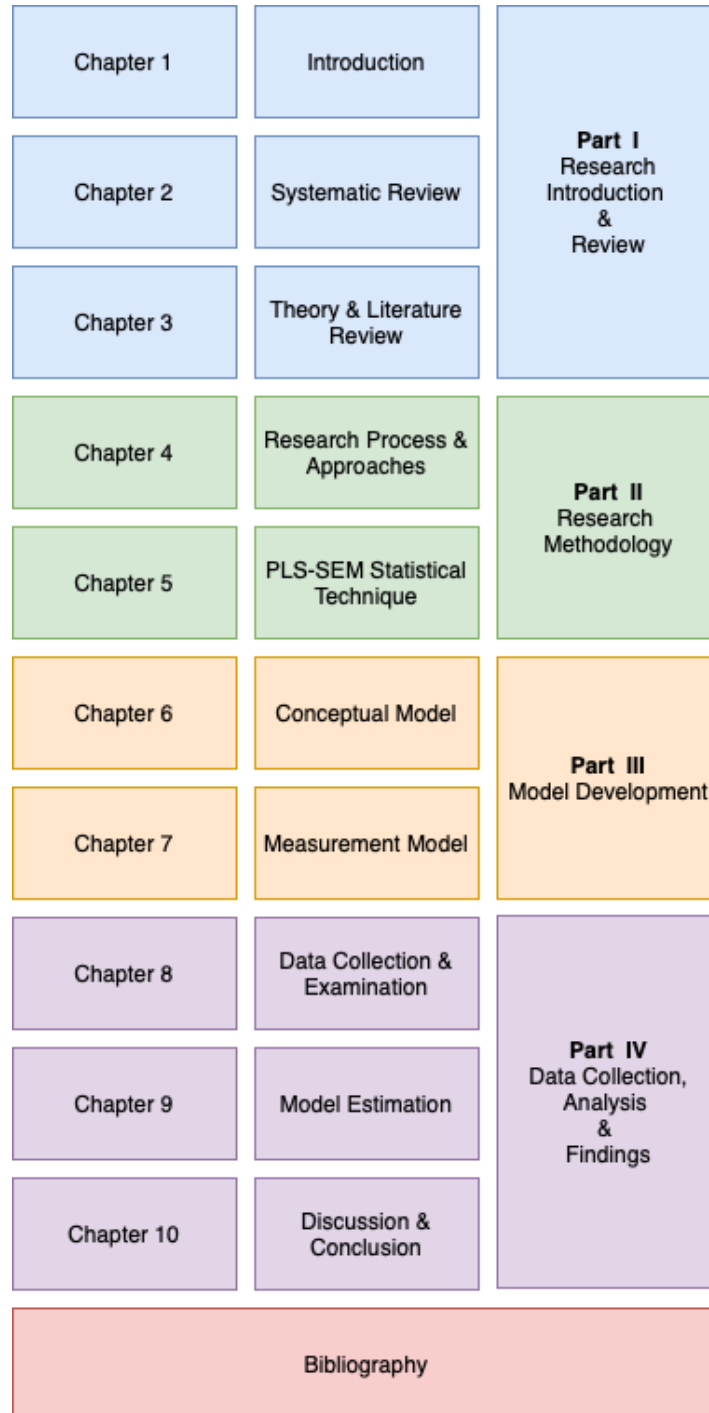 Chapter 1
Introduction
Part I
Research
Introduction
&
Review
Chapter 2
Systematic Review
Chapter 3
Theory & Literature
Review
Chapter 4
Research Process &
Approaches
Part II
Research
Methodology
Chapter 5
PLS-SEM Statistical
Technique
Chapter 6
Conceptual Model
Part III
Model Development
Chapter 7
Measurement Model
Chapter 8
Data Collection &
Examination
Part IV
Data Collection,
Analysis
&
Findings
Chapter 9
Model Estimation
Chapter 10
Discussion &
Conclusion
Bibliography